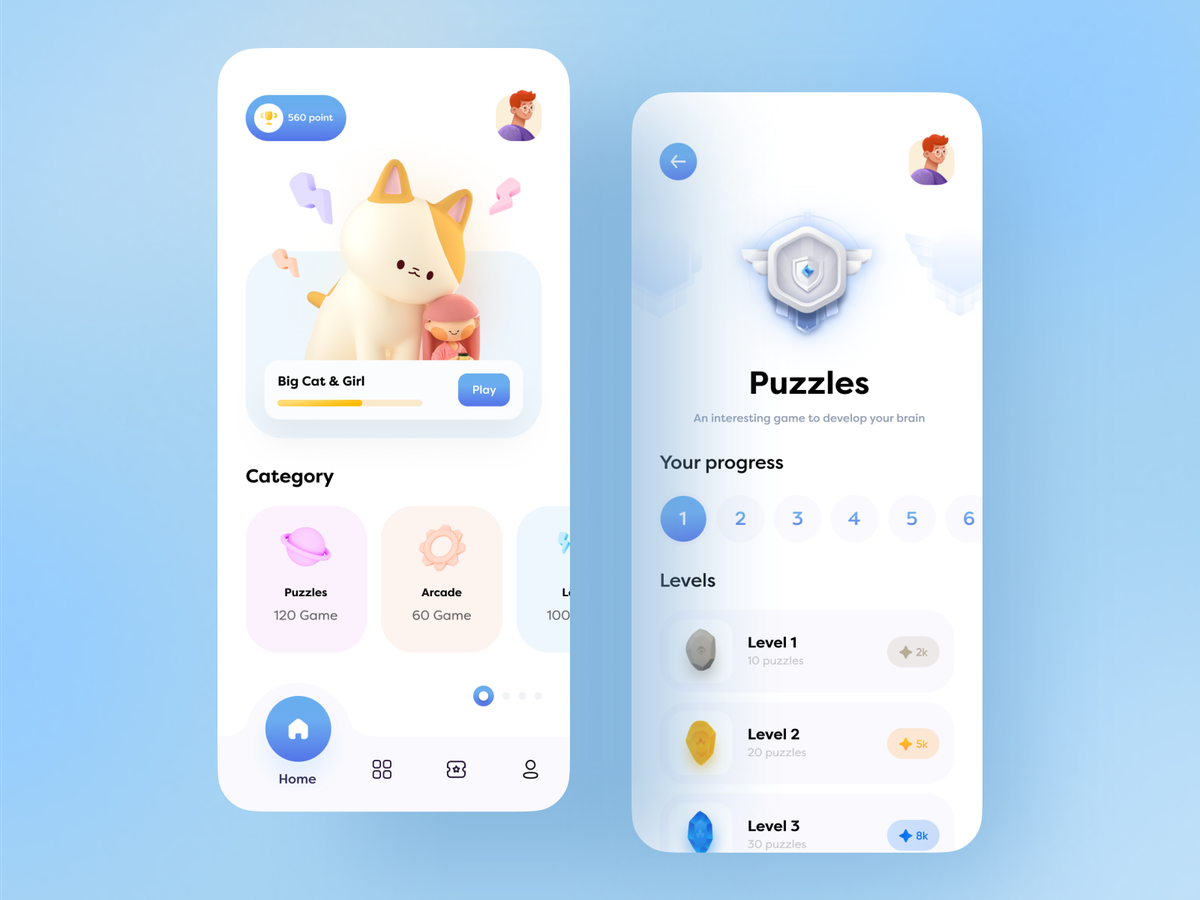 560 point
Big Cat & Girl
Play
Category
Puzzles
120 Game
Arcade
60 Game
100
Home
Puzzles
An interesting game to develop your brain
Your progress
1 2 3 4 5 6
Levels
Level 1
10 puzzles
2k
Level 2
20 puzzles
5k
Level 3
30 puzzles
8k